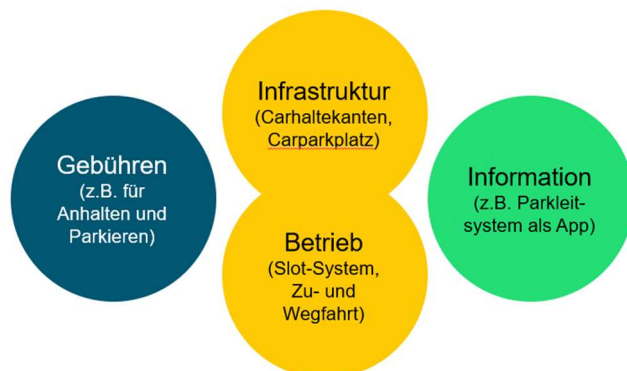 Infrastruktur
(Carhaltekanten,
Carparkplatz)
Gebühren
(z.B. für
Anhalten und
Parkieren)
Information
(z.B. Parkleit-
system als App)
Betrieb
(Slot-System,
Zu- und
Wegfahrt)